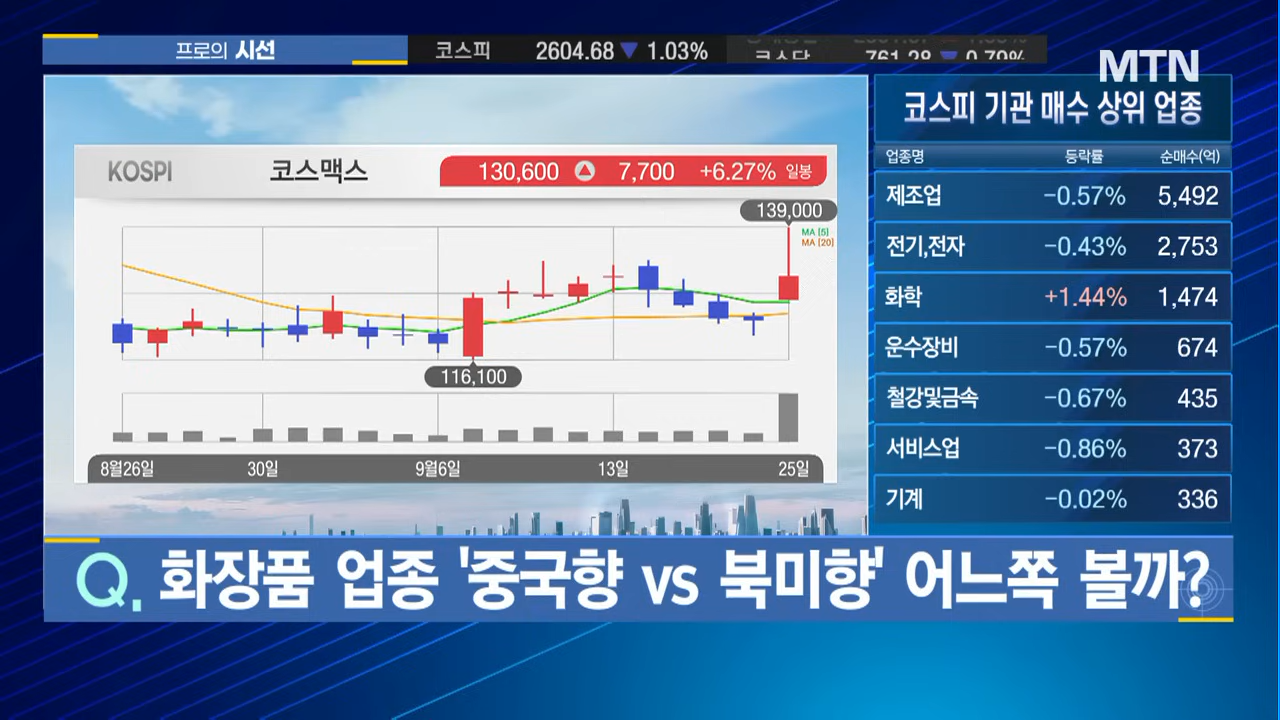 프로의 시선
코스피 2604.68 ▼ 1.03%
코스닥 761.28 ▼ 0.79%
MTN
KOSPI 코스맥스 130,600 ▲ 7,700 +6.27% 일봉
139,000
MA [5]
MA [20]
116,100
8월26일 30일 9월6일 13일 25일
코스피 기관 매수 상위 업종
업종명 등락률 순매수(억)
제조업 -0.57% 5,492
전기,전자 -0.43% 2,753
화학 +1.44% 1,474
운수장비 -0.57% 674
철강및금속 -0.67% 435
서비스업 -0.86% 373
기계 -0.02% 336
Q. 화장품 업종 '중국향 vs 북미향' 어느쪽 볼까?